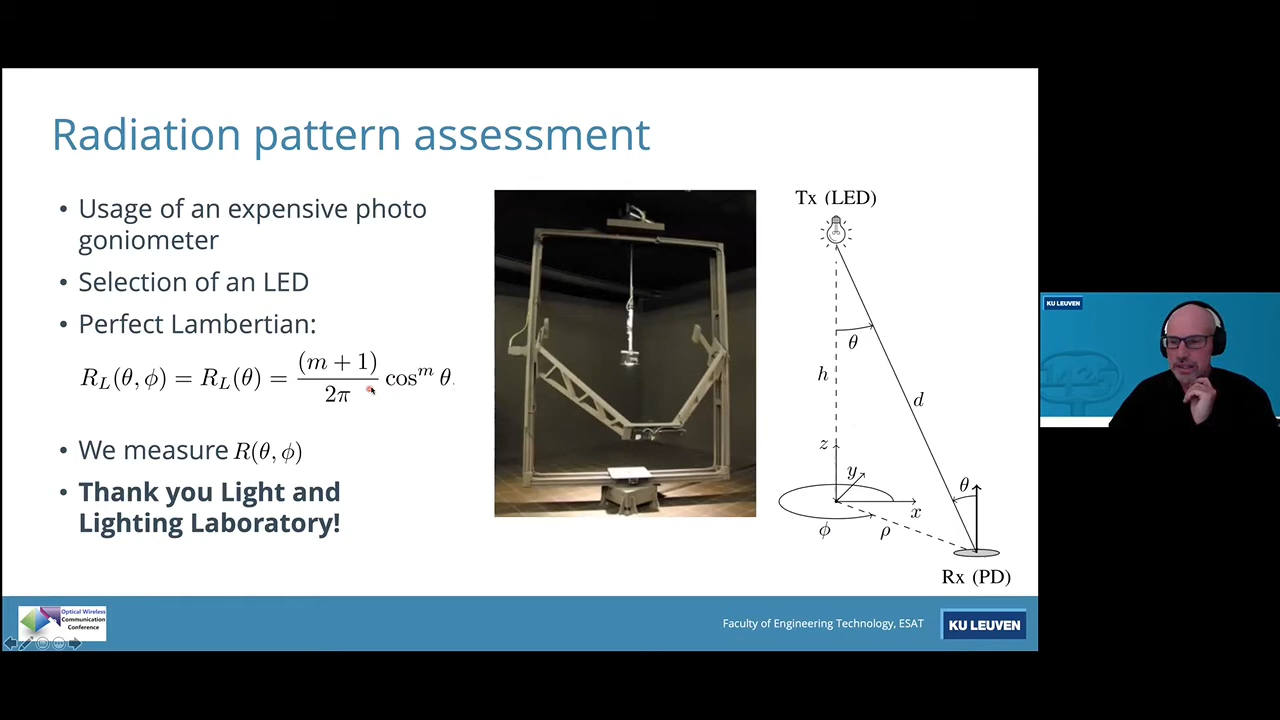 Radiation pattern assessment
• Usage of an expensive photo
goniometer
• Selection of an LED
• Perfect Lambertian:
R_L(θ, ϕ) = R_L(θ) = (m + 1) / 2π cos^m θ.
• We measure R(θ, ϕ)
• Thank you Light and
Lighting Laboratory!
Tx (LED)
θ
h
d
z
y
x
ϕ
ρ
θ
Rx (PD)
KU LEUVEN
Optical Wireless
Communication
Conference
Faculty of Engineering Technology, ESAT
KU LEUVEN